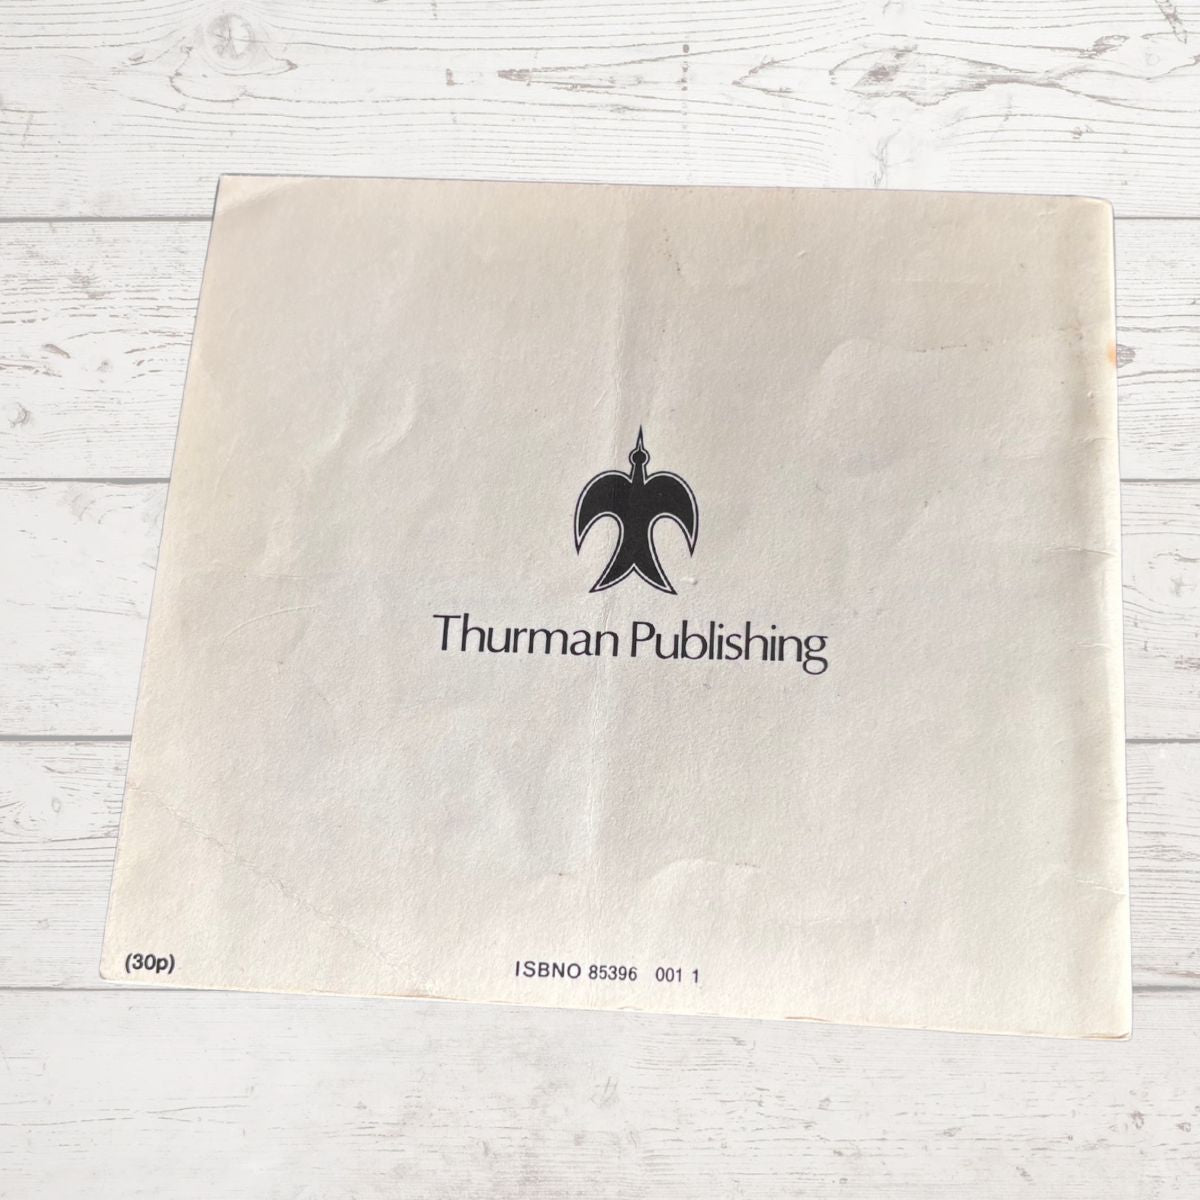 Thurman Publishing
(30p)
ISBNO 85396 001 1